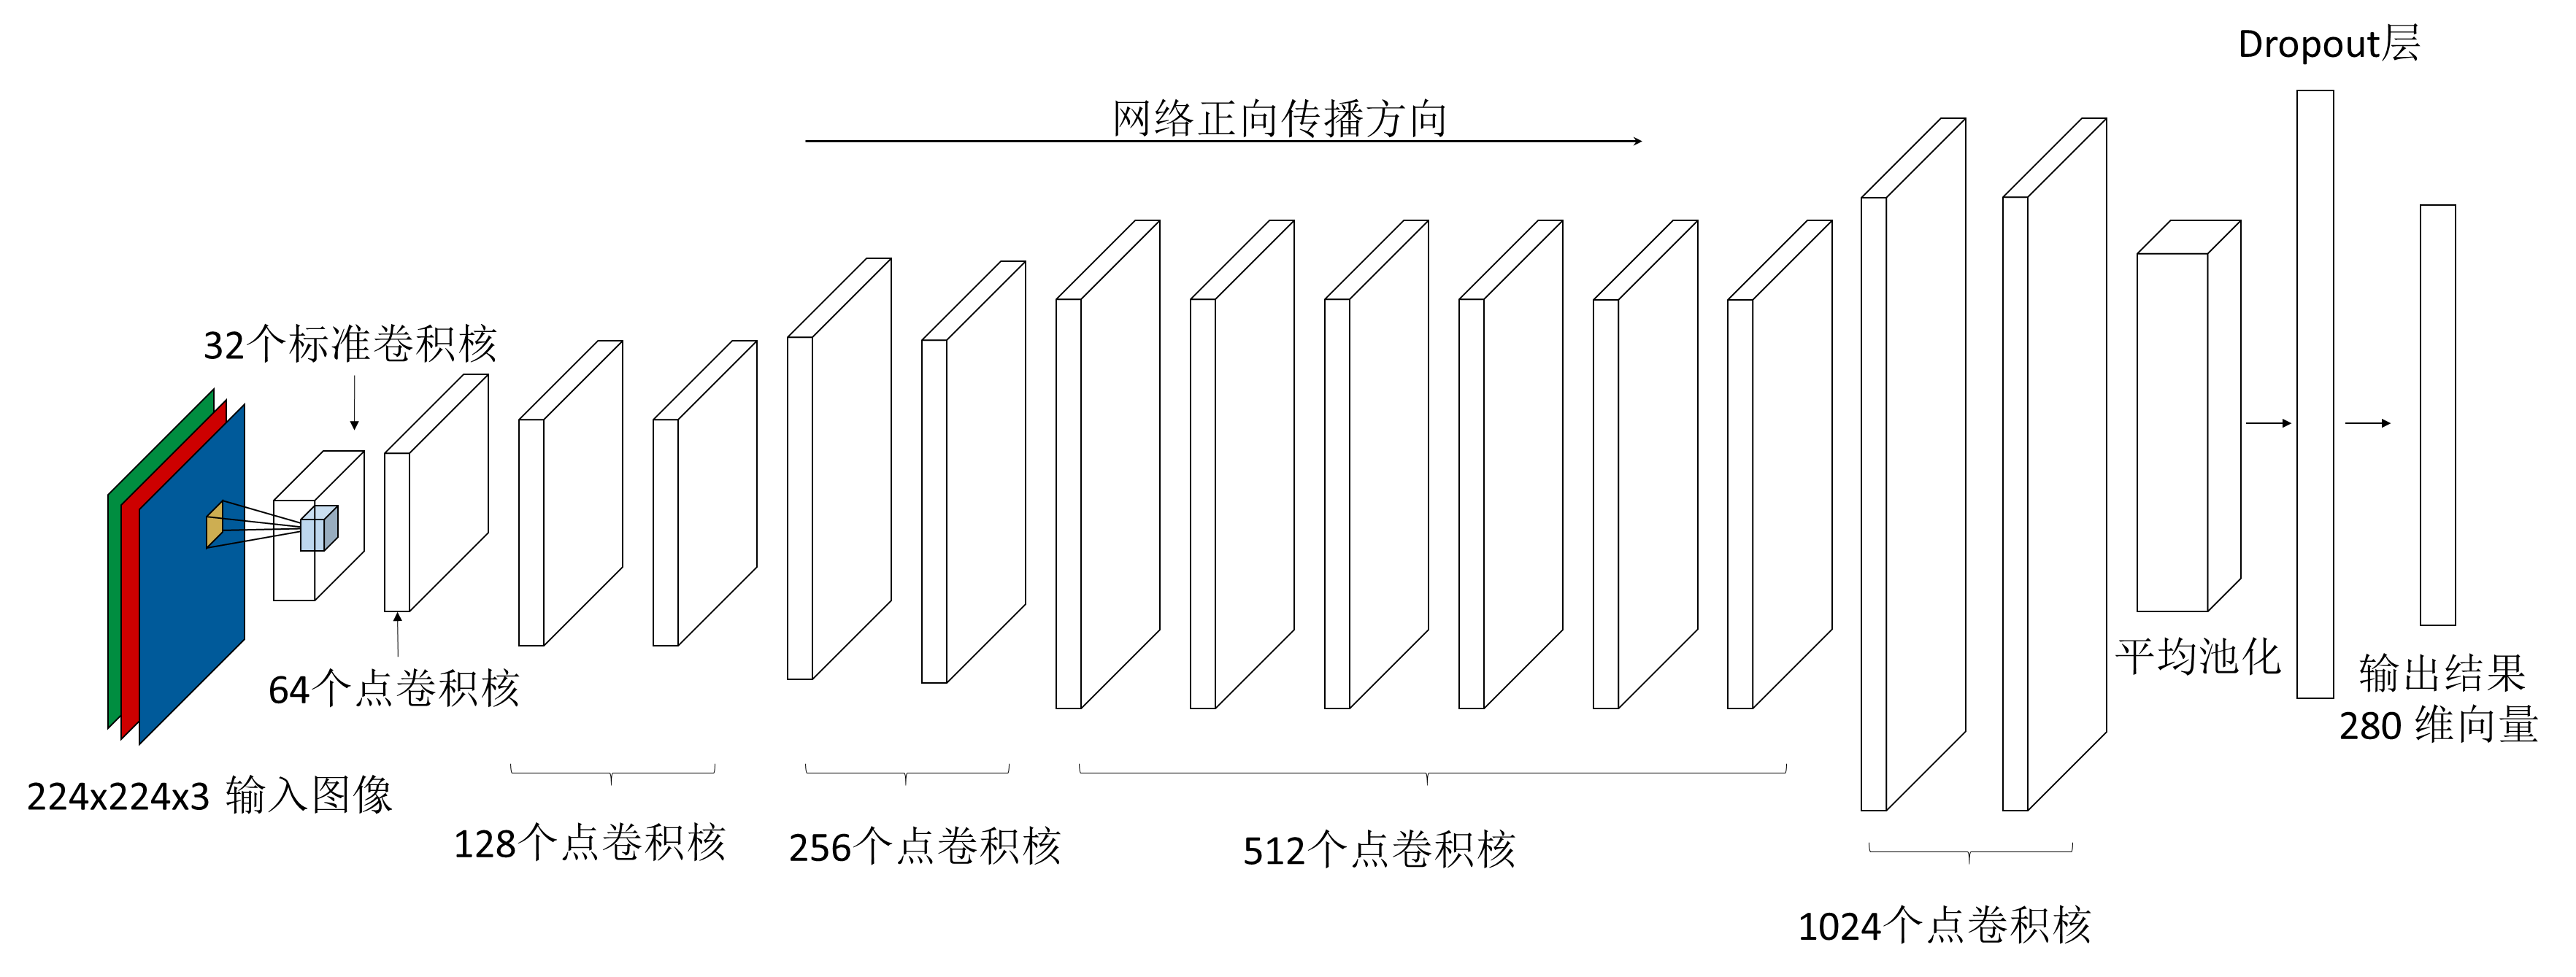 Dropout层
网络正向传播方向
32个标准卷积核
64个点卷积核
平均池化
输出结果
280 维向量
224x224x3 输入图像
128个点卷积核
256个点卷积核
512个点卷积核
1024个点卷积核